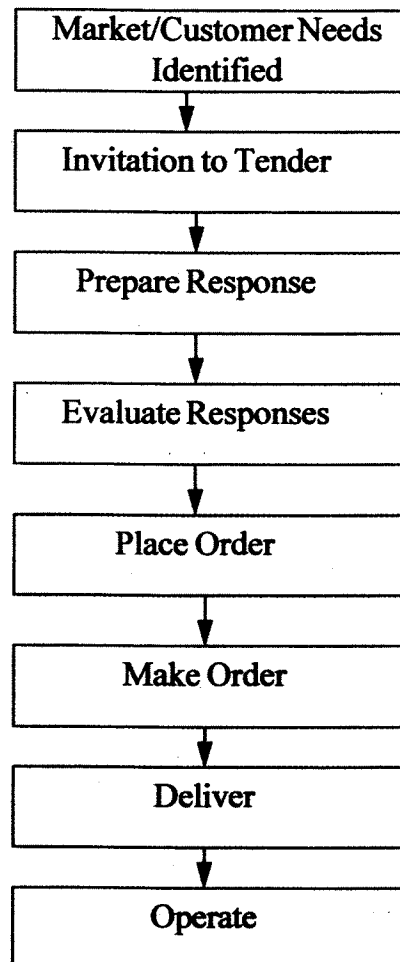 Market/Customer Needs
Identified
Invitation to Tender
Prepare Response
Evaluate Responses
Place Order
Make Order
Deliver
Operate